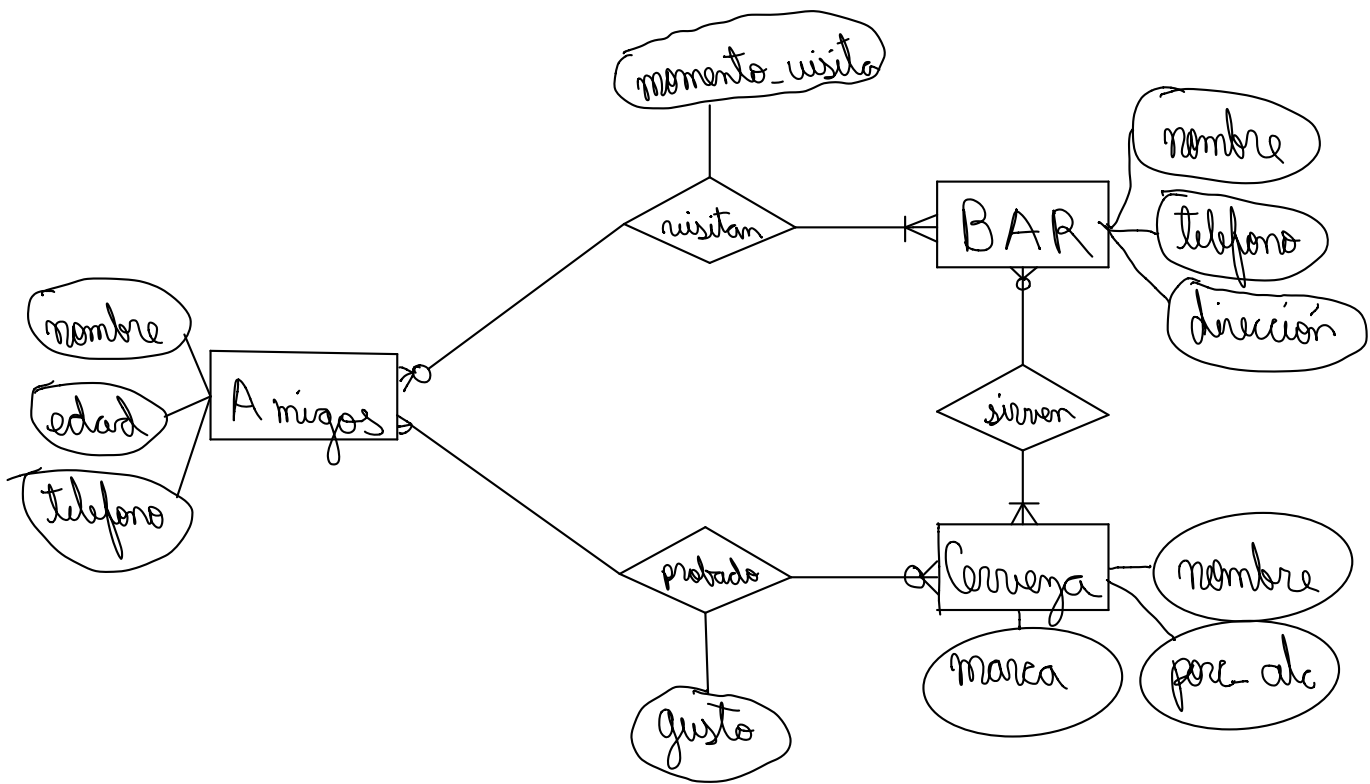 momento_visita
nombre
visitan
BAR
telefono
dirección
nombre
edad
Amigos
telefono
sirven
probado
Cerveza
nombre
marca
porc_alc
gusto